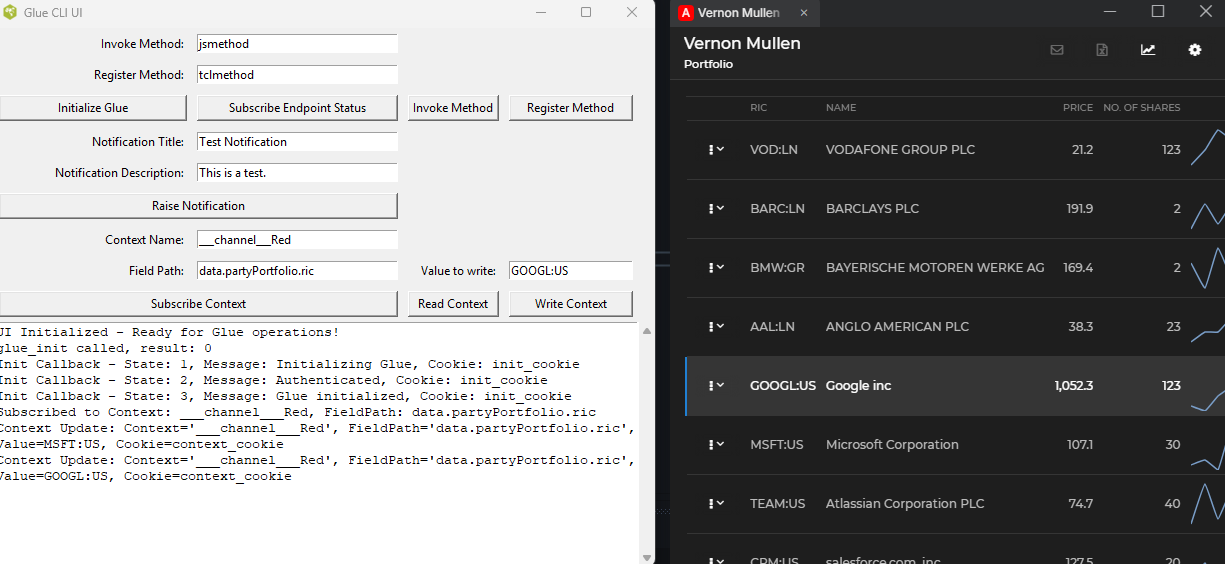 Glue CLI UI
Invoke Method: jsmethod
Register Method: tclmethod
Initialize Glue Subscribe Endpoint Status Invoke Method Register Method
Notification Title: Test Notification
Notification Description: This is a test.
Raise Notification
Context Name: ___channel___Red
Field Path: data.partyPortfolio.ric Value to write: GOOGL:US
Subscribe Context Read Context Write Context
UI Initialized - Ready for Glue operations!
glue_init called, result: 0
Init Callback - State: 1, Message: Initializing Glue, Cookie: init_cookie
Init Callback - State: 2, Message: Authenticated, Cookie: init_cookie
Init Callback - State: 3, Message: Glue initialized, Cookie: init_cookie
Subscribed to Context: ___channel___Red, FieldPath: data.partyPortfolio.ric
Context Update: Context='___channel___Red', FieldPath='data.partyPortfolio.ric',
Value=MSFT:US, Cookie=context_cookie
Context Update: Context='___channel___Red', FieldPath='data.partyPortfolio.ric',
Value=GOOGL:US, Cookie=context_cookie
A Vernon Mullen
Vernon Mullen
Portfolio
RIC NAME PRICE NO. OF SHARES
VOD:LN VODAFONE GROUP PLC 21.2 123
BARC:LN BARCLAYS PLC 191.9 2
BMW:GR BAYERISCHE MOTOREN WERKE AG 169.4 2
AAL:LN ANGLO AMERICAN PLC 38.3 23
GOOGL:US Google inc 1,052.3 123
MSFT:US Microsoft Corporation 107.1 30
TEAM:US Atlassian Corporation PLC 74.7 40
CRM:US salesforce.com, inc 127.5 20